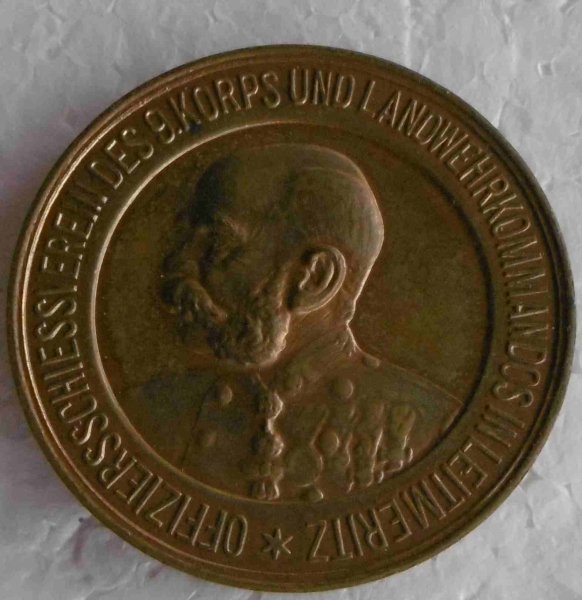 OFFIZIERSSCHIESSVEREIN DES 9.KORPS UND LANDWEHRKOMMANDOS IN LEITMERITZ *